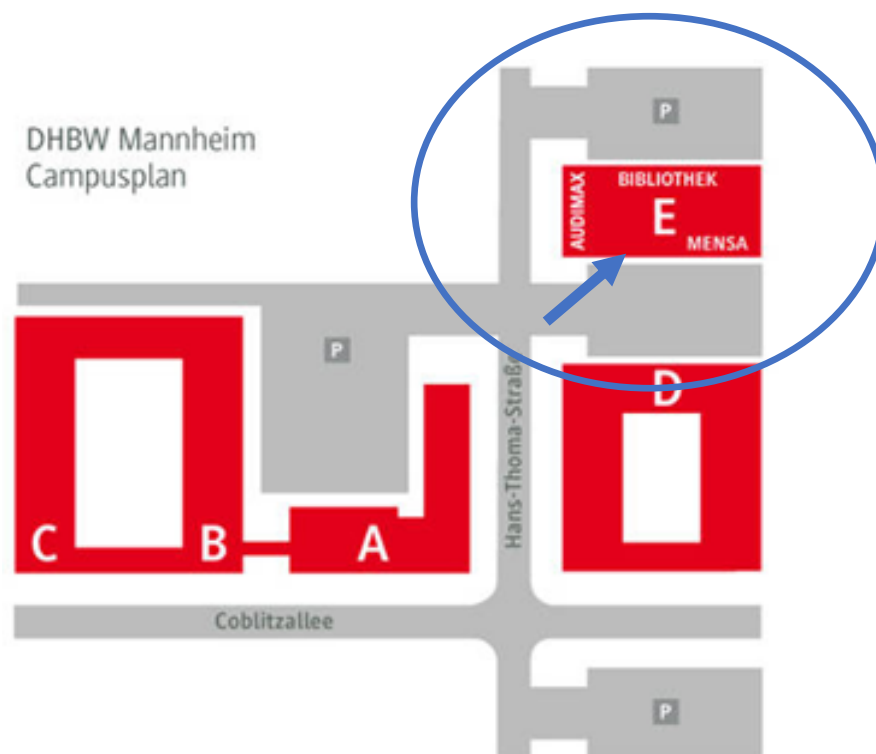 DHBW Mannheim
Campusplan
P
BIBLIOTHEK
AUDIMAX
E
MENSA
P
D
Hans-Thoma-Straße
C
B
A
Coblitzallee
P